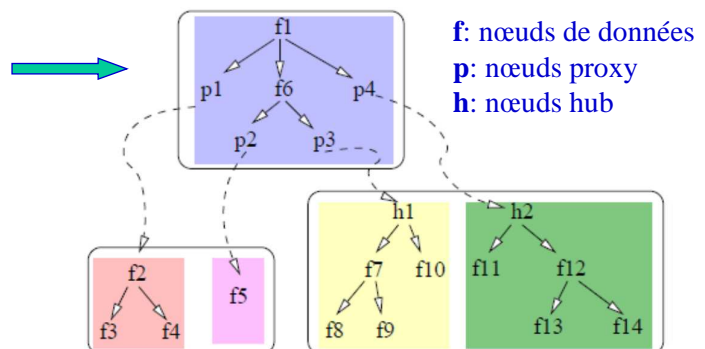 f1
f: nœuds de données
p1 f6 p4
p: nœuds proxy
h: nœuds hub
p2 p3
h1 h2
f2
f7 f10 f11 f12
f5
f3 f4
f8 f9 f13 f14